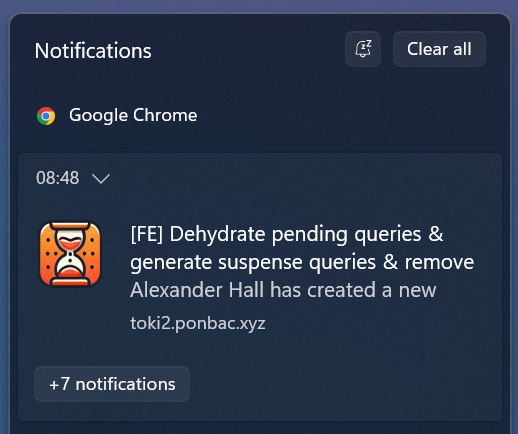 Notifications
Clear all
Google Chrome
08:48
[FE] Dehydrate pending queries &
generate suspense queries & remove
Alexander Hall has created a new
toki2.ponbac.xyz
+7 notifications